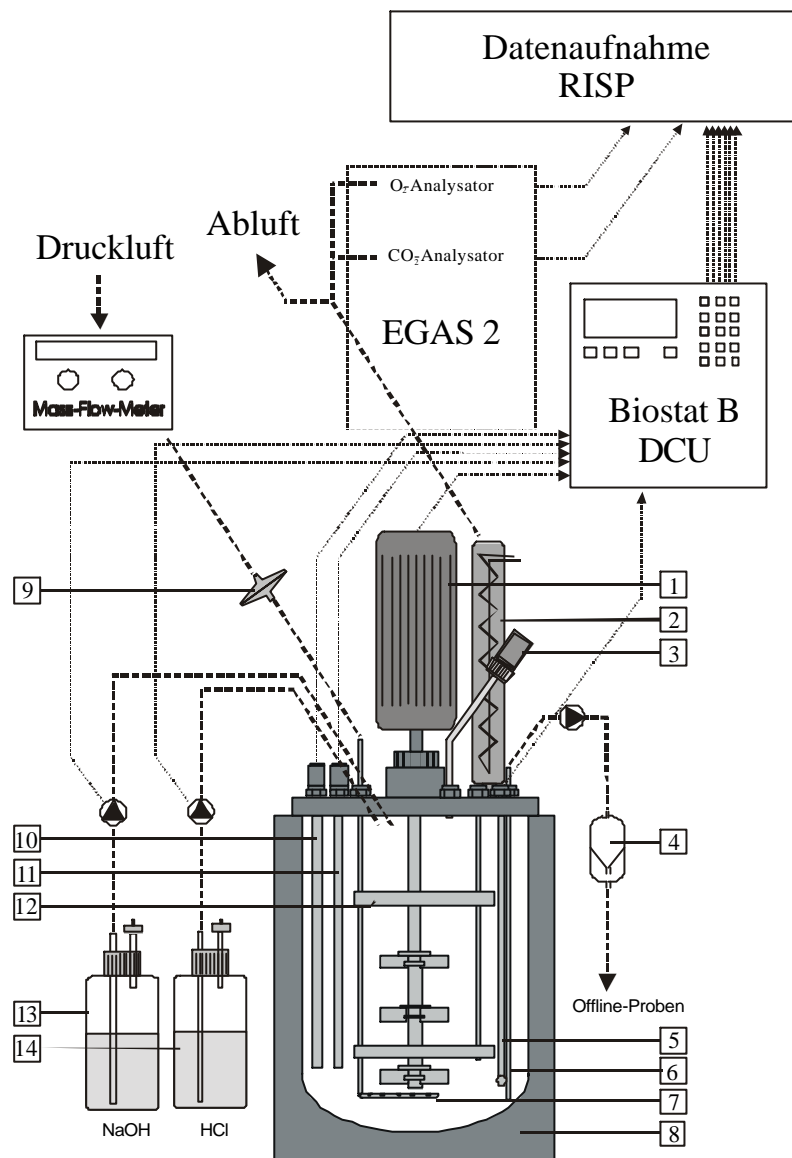 Datenaufnahme
RISP
O2-Analysator
Abluft
Druckluft
CO2-Analysator
EGAS 2
Mass-Flow-Meter
Biostat B
DCU
1
9
2
3
10
4
11
12
13
Offline-Proben
5
14
6
7
NaOH
HCl
8